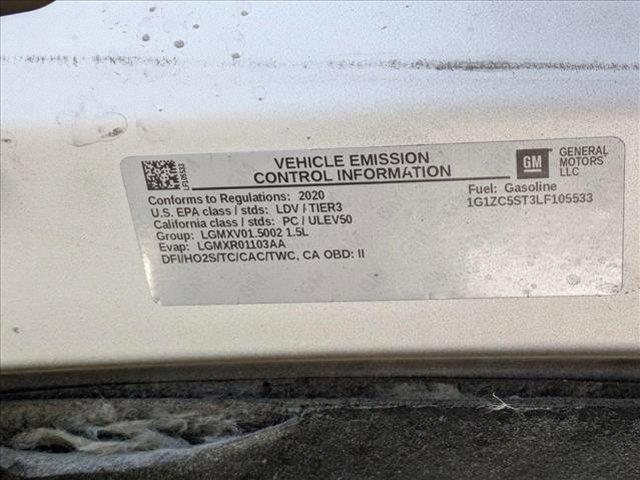 LF105533
VEHICLE EMISSION
CONTROL INFORMATION
GM
GENERAL
MOTORS
LLC
Conforms to Regulations: 2020
U.S. EPA class / stds: LDV / TIER3
California class / stds: PC / ULEV50
Group: LGMXV01.5002 1.5L
Evap: LGMXR01103AA
DFI/HO2S/TC/CAC/TWC, CA OBD: II
Fuel: Gasoline
1G1ZC5ST3LF105533